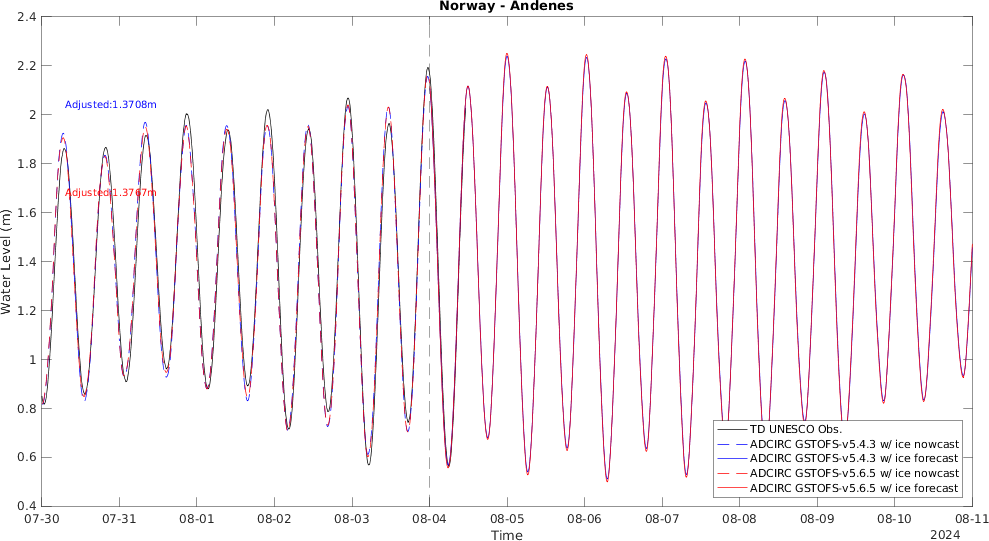 Norway - Andenes
2.4
2.2
2
1.8
1.6
1.4
1.2
1
0.8
0.6
0.4
Water Level (m)
Adjusted:1.3708m
Adjusted:1.3767m
TD UNESCO Obs.
ADCIRC GSTOFS-v5.4.3 w/ ice nowcast
ADCIRC GSTOFS-v5.4.3 w/ ice forecast
ADCIRC GSTOFS-v5.6.5 w/ ice nowcast
ADCIRC GSTOFS-v5.6.5 w/ ice forecast
07-30 07-31 08-01 08-02 08-03 08-04 08-05 08-06 08-07 08-08 08-09 08-10 08-11
Time
2024